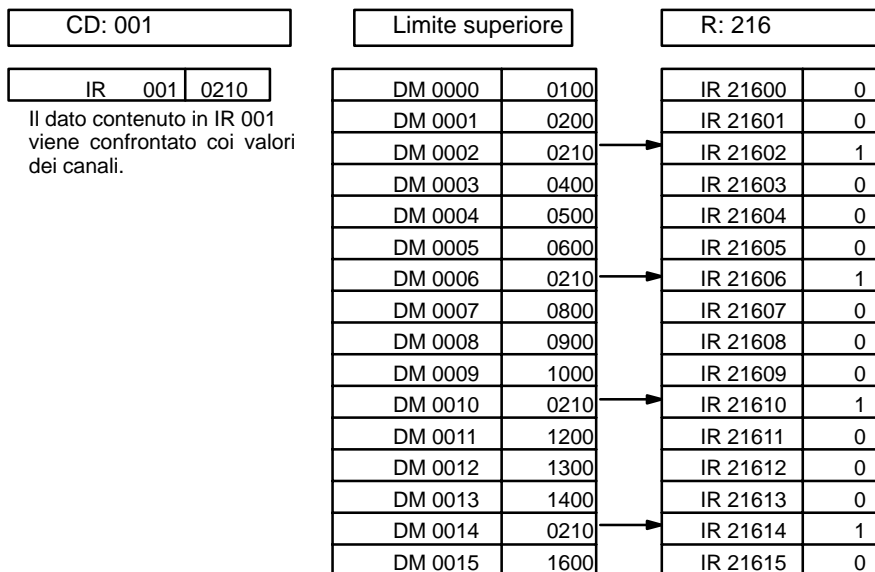 CD: 001 Limite superiore R: 216
IR 001 0210
Il dato contenuto in IR 001
viene confrontato coi valori
dei canali.
DM 0000 0100 IR 21600 0
DM 0001 0200 IR 21601 0
DM 0002 0210 IR 21602 1
DM 0003 0400 IR 21603 0
DM 0004 0500 IR 21604 0
DM 0005 0600 IR 21605 0
DM 0006 0210 IR 21606 1
DM 0007 0800 IR 21607 0
DM 0008 0900 IR 21608 0
DM 0009 1000 IR 21609 0
DM 0010 0210 IR 21610 1
DM 0011 1200 IR 21611 0
DM 0012 1300 IR 21612 0
DM 0013 1400 IR 21613 0
DM 0014 0210 IR 21614 1
DM 0015 1600 IR 21615 0